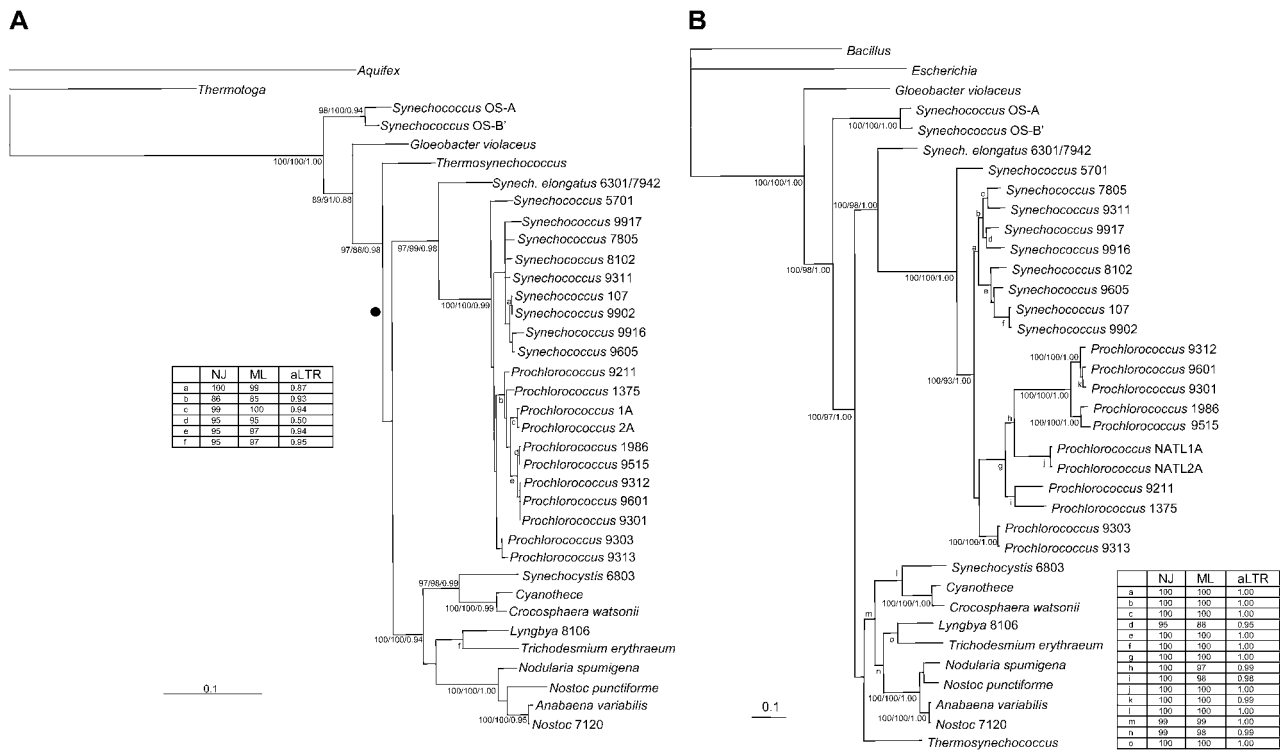 A
Aquifex
Thermotoga
98/100/0.94
Synechococcus OS-A
Synechococcus OS-B'
100/100/1.00
Gloeobacter violaceus
Thermosynechococcus
89/91/0.88
Synech. elongatus 6301/7942
Synechococcus 5701
Synechococcus 9917
Synechococcus 7805
97/88/0.98
97/99/0.98
Synechococcus 8102
Synechococcus 9311
Synechococcus 107
a
100/100/0.99
Synechococcus 9902
Synechococcus 9916
Synechococcus 9605
Prochlorococcus 9211
Prochlorococcus 1375
b
Prochlorococcus 1A
c
Prochlorococcus 2A
Prochlorococcus 1986
d
Prochlorococcus 9515
Prochlorococcus 9312
e
Prochlorococcus 9601
Prochlorococcus 9301
Prochlorococcus 9303
Prochlorococcus 9313
Synechocystis 6803
97/98/0.99
Cyanothece
100/100/0.99
Crocosphaera watsonii
Lyngbya 8106
100/100/0.94
f
Trichodesmium erythraeum
Nodularia spumigena
100/100/1.00
Nostoc punctiforme
Anabaena variabilis
100/100/0.95
Nostoc 7120
0.1
NJ ML aLTR
a 100 99 0.87
b 86 85 0.93
c 99 100 0.94
d 95 95 0.50
e 95 97 0.94
f 95 97 0.95
B
Bacillus
Escherichia
Gloeobacter violaceus
Synechococcus OS-A
100/100/1.00
Synechococcus OS-B'
Synech. elongatus 6301/7942
Synechococcus 5701
100/100/1.00
Synechococcus 7805
c
100/98/1.00
Synechococcus 9311
b
Synechococcus 9917
d
a
Synechococcus 9916
100/98/1.00
100/100/1.00
Synechococcus 8102
e
Synechococcus 9605
Synechococcus 107
f
Synechococcus 9902
Prochlorococcus 9312
100/100/1.00
Prochlorococcus 9601
100/93/1.00
k
Prochlorococcus 9301
100/100/1.00
Prochlorococcus 1986
100/97/1.00
h
100/100/1.00
Prochlorococcus 9515
Prochlorococcus NATL1A
j
g
Prochlorococcus NATL2A
Prochlorococcus 9211
i
Prochlorococcus 1375
Prochlorococcus 9303
100/100/1.00
Prochlorococcus 9313
Synechocystis 6803
l
Cyanothece
100/100/1.00
Crocosphaera watsonii
m
Lyngbya 8106
o
Trichodesmium erythraeum
Nodularia spumigena
n
Nostoc punctiforme
100/100/1.00
Anabaena variabilis
100/100/1.00
Nostoc 7120
Thermosynechococcus
0.1
NJ ML aLTR
a 100 100 1.00
b 100 100 1.00
c 100 100 1.00
d 95 88 0.95
e 100 100 1.00
f 100 100 1.00
g 100 100 1.00
h 100 97 0.99
i 100 98 0.98
j 100 100 1.00
k 100 100 0.99
l 100 100 1.00
m 99 99 1.00
n 99 98 0.99
o 100 100 1.00